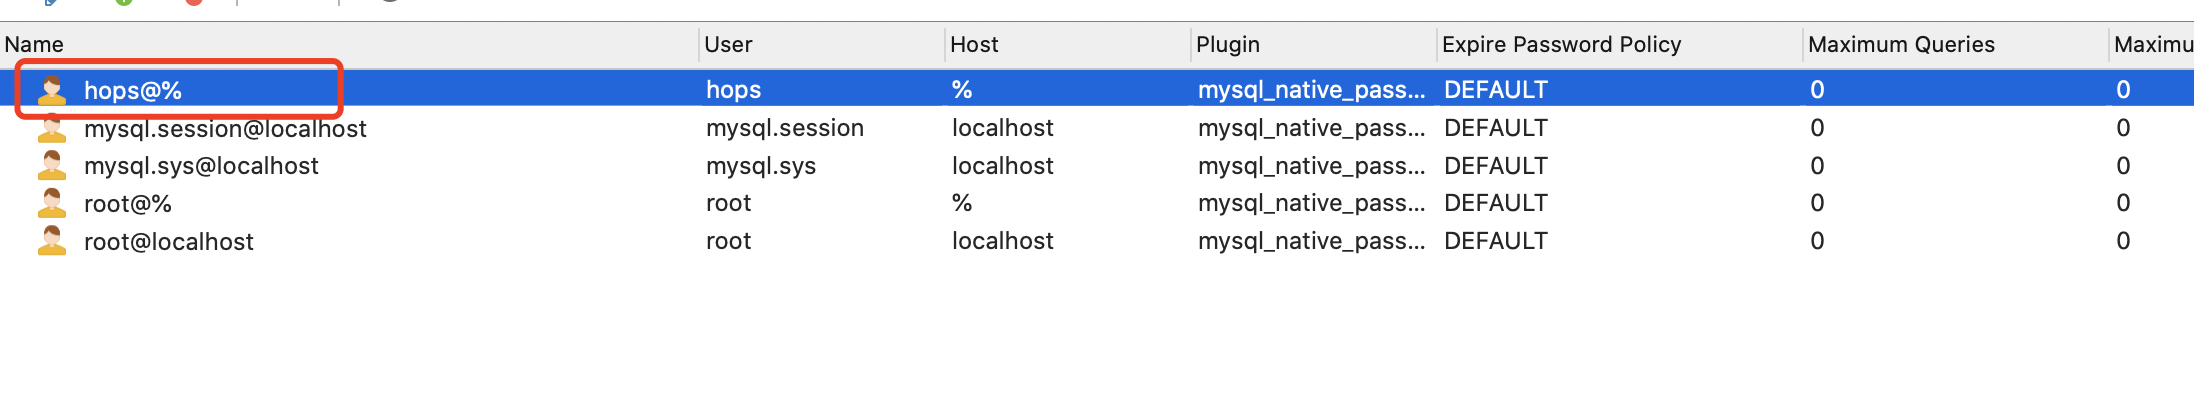 Name User Host Plugin Expire Password Policy Maximum Queries Maximu
hops@% hops % mysql_native_pass... DEFAULT 0 0
mysql.session@localhost mysql.session localhost mysql_native_pass... DEFAULT 0 0
mysql.sys@localhost mysql.sys localhost mysql_native_pass... DEFAULT 0 0
root@% root % mysql_native_pass... DEFAULT 0 0
root@localhost root localhost mysql_native_pass... DEFAULT 0 0